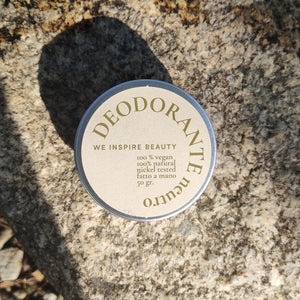 DEODORANTE neutro
WE INSPIRE BEAUTY
100 % vegan
100% natural
nickel tested
fatto a mano
50 gr.